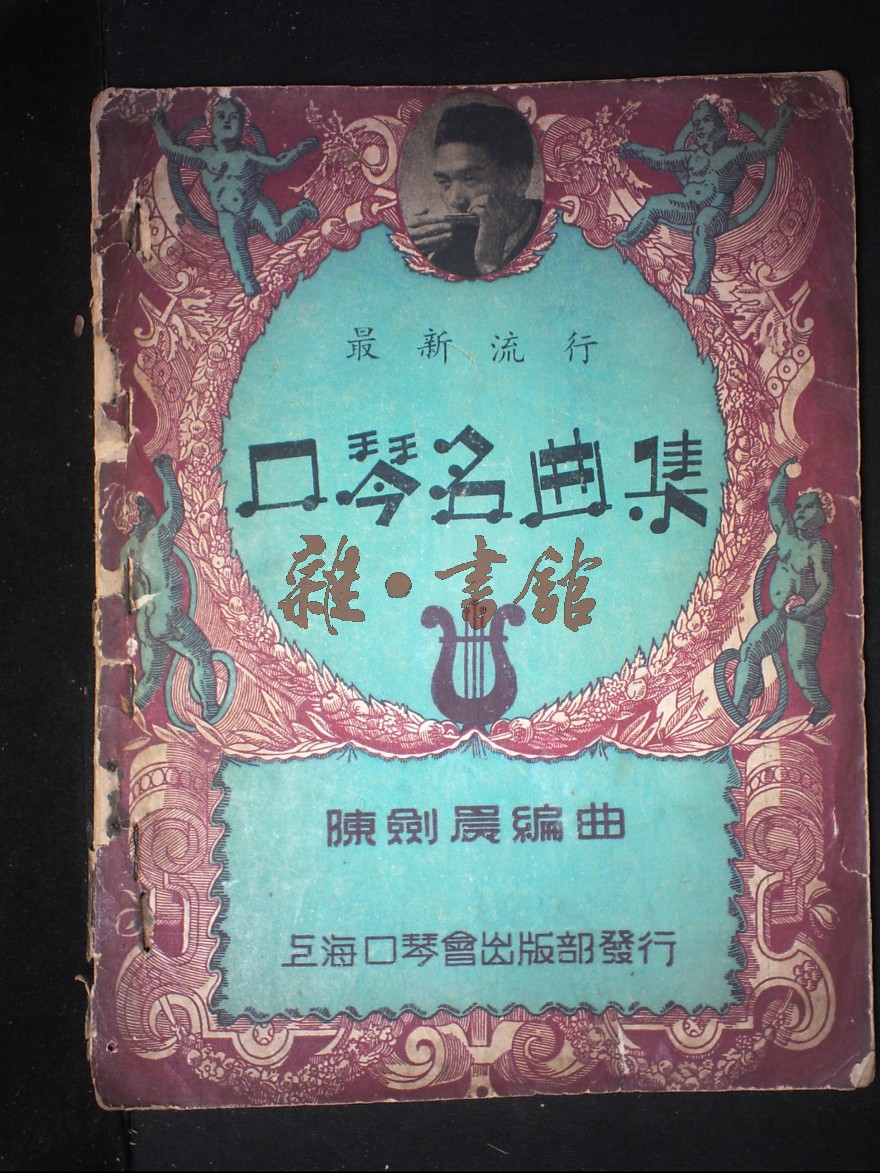 最新流行
口琴名曲集
雜·書館
陳劍晨編曲
上海口琴會出版部發行